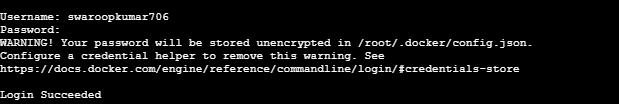 Username: swaroopkumar706
Password:
WARNING! Your password will be stored unencrypted in /root/.docker/config.json.
Configure a credential helper to remove this warning. See
https://docs.docker.com/engine/reference/commandline/login/#credentials-store
Login Succeeded